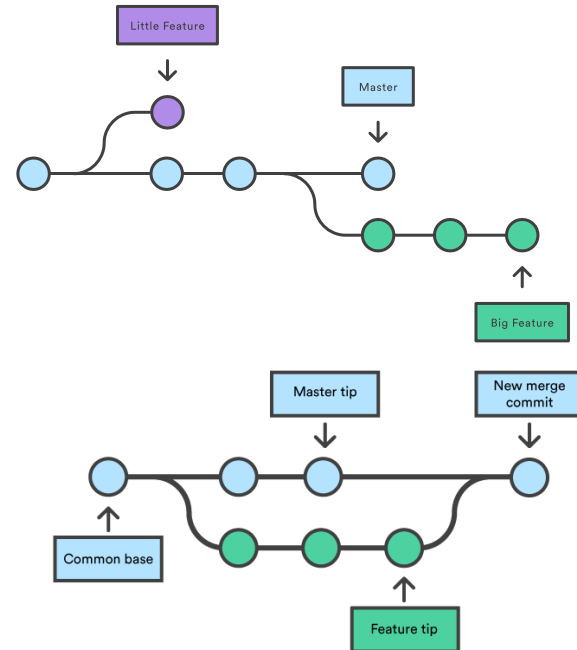 Little Feature
Master
Big Feature
Master tip
New merge
commit
Common base
Feature tip